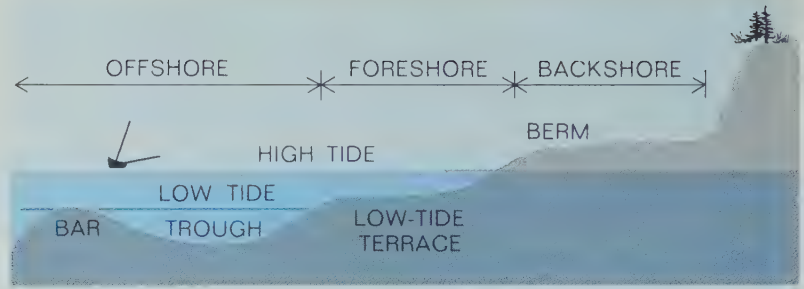 OFFSHORE FORESHORE BACKSHORE
BERM
HIGH TIDE
LOW TIDE
BAR TROUGH LOW-TIDE
TERRACE